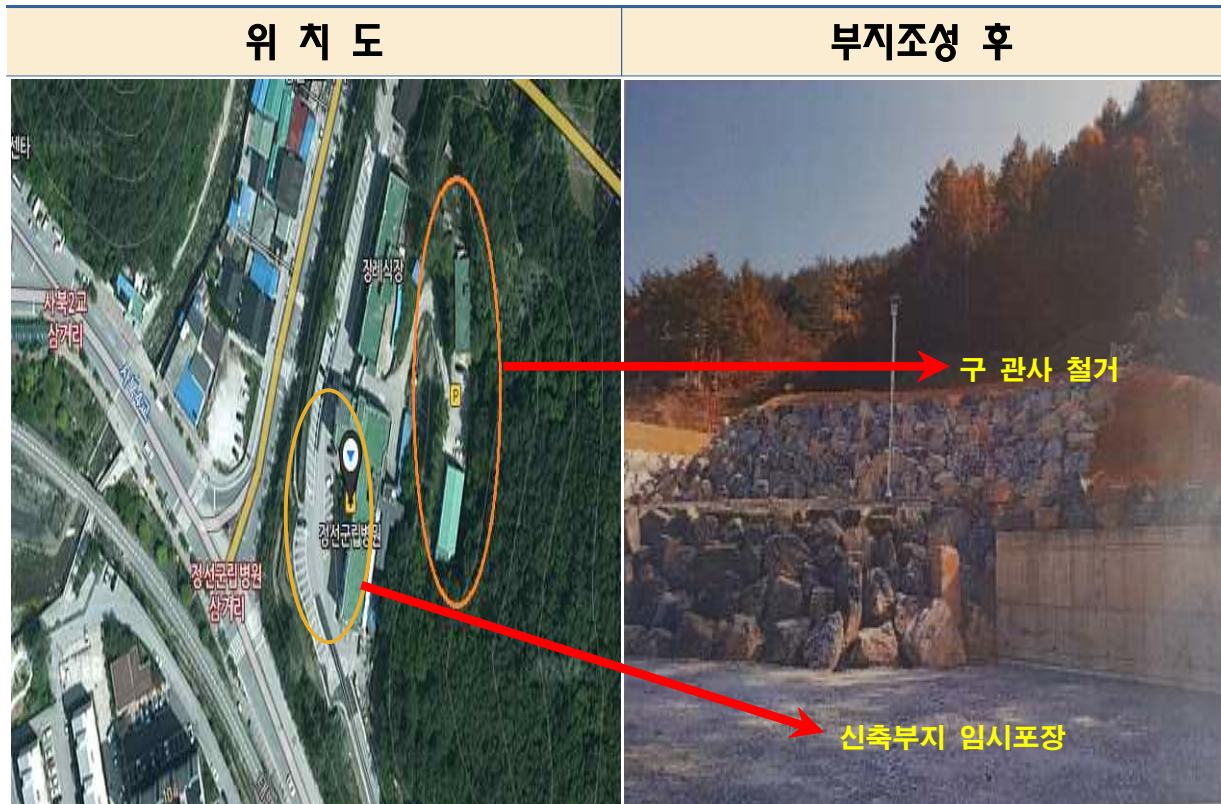 위 치 도
부지조성 후
센타
장례식장
사북2교
삼거리
P
구 관사 철거
정선군립병원
정선군립병원
삼거리
신축부지 임시포장